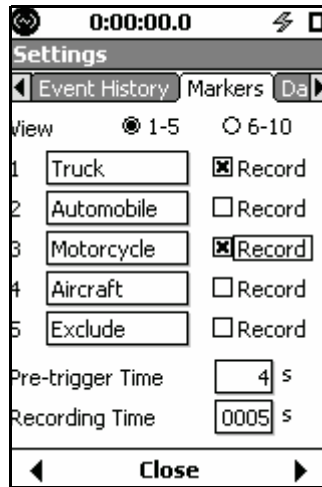 0:00:00.0
Settings
Event History Markers Da
View 1-5 6-10
1 Truck Record
2 Automobile Record
3 Motorcycle Record
4 Aircraft Record
5 Exclude Record
Pre-trigger Time 4 s
Recording Time 0005 s
Close